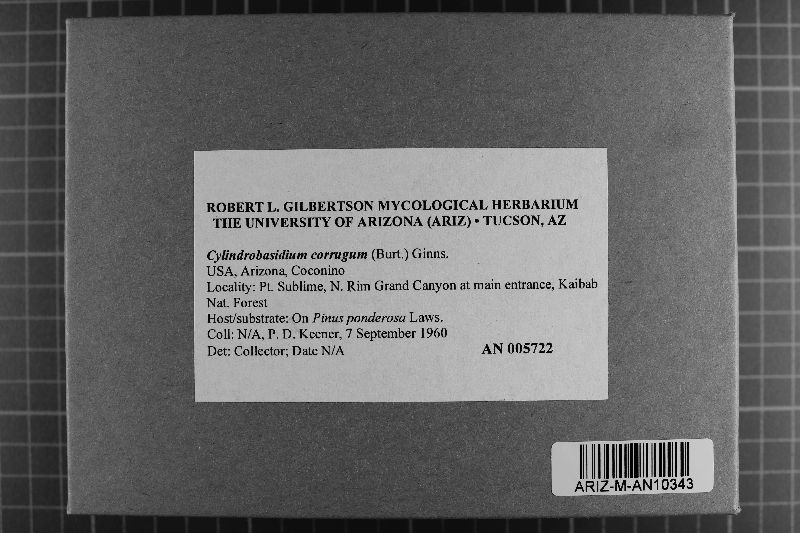 ROBERT L. GILBERTSON MYCOLOGICAL HERBARIUM
THE UNIVERSITY OF ARIZONA (ARIZ) • TUCSON, AZ
Cylindrobasidium corrugum (Burt.) Ginns.
USA, Arizona, Coconino
Locality: Pt. Sublime, N. Rim Grand Canyon at main entrance, Kaibab
Nat. Forest
Host/substrate: On Pinus ponderosa Laws.
Coll: N/A, P. D. Keener, 7 September 1960
Det: Collector; Date N/A AN 005722
ARIZ-M-AN10343